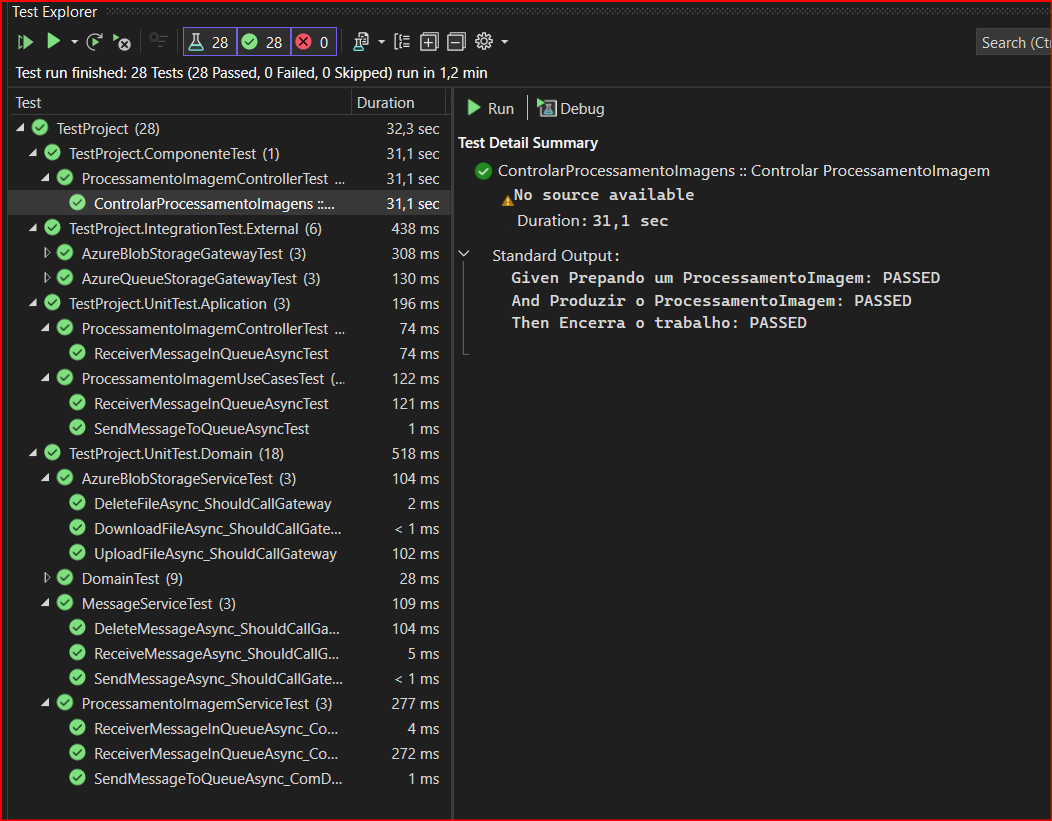 Test Explorer
28 28 0
Search (Ctr
Test run finished: 28 Tests (28 Passed, 0 Failed, 0 Skipped) run in 1,2 min
Test Duration
TestProject (28) 32,3 sec
TestProject.ComponenteTest (1) 31,1 sec
ProcessamentoImagemControllerTest ... 31,1 sec
ControlarProcessamentoImagens ::... 31,1 sec
TestProject.IntegrationTest.External (6) 438 ms
AzureBlobStorageGatewayTest (3) 308 ms
AzureQueueStorageGatewayTest (3) 130 ms
TestProject.UnitTest.Aplication (3) 196 ms
ProcessamentoImagemControllerTest ... 74 ms
ReceiverMessageInQueueAsyncTest 74 ms
ProcessamentoImagemUseCasesTest (... 122 ms
ReceiverMessageInQueueAsyncTest 121 ms
SendMessageToQueueAsyncTest 1 ms
TestProject.UnitTest.Domain (18) 518 ms
AzureBlobStorageServiceTest (3) 104 ms
DeleteFileAsync_ShouldCallGateway 2 ms
DownloadFileAsync_ShouldCallGate... < 1 ms
UploadFileAsync_ShouldCallGateway 102 ms
DomainTest (9) 28 ms
MessageServiceTest (3) 109 ms
DeleteMessageAsync_ShouldCallGa... 104 ms
ReceiveMessageAsync_ShouldCallG... 5 ms
SendMessageAsync_ShouldCallGate... < 1 ms
ProcessamentoImagemServiceTest (3) 277 ms
ReceiverMessageInQueueAsync_Co... 4 ms
ReceiverMessageInQueueAsync_Co... 272 ms
SendMessageToQueueAsync_ComD... 1 ms
Run Debug
Test Detail Summary
ControlarProcessamentoImagens :: Controlar ProcessamentoImagem
No source available
Duration: 31,1 sec
Standard Output:
Given Prepando um ProcessamentoImagem: PASSED
And Produzir o ProcessamentoImagem: PASSED
Then Encerra o trabalho: PASSED